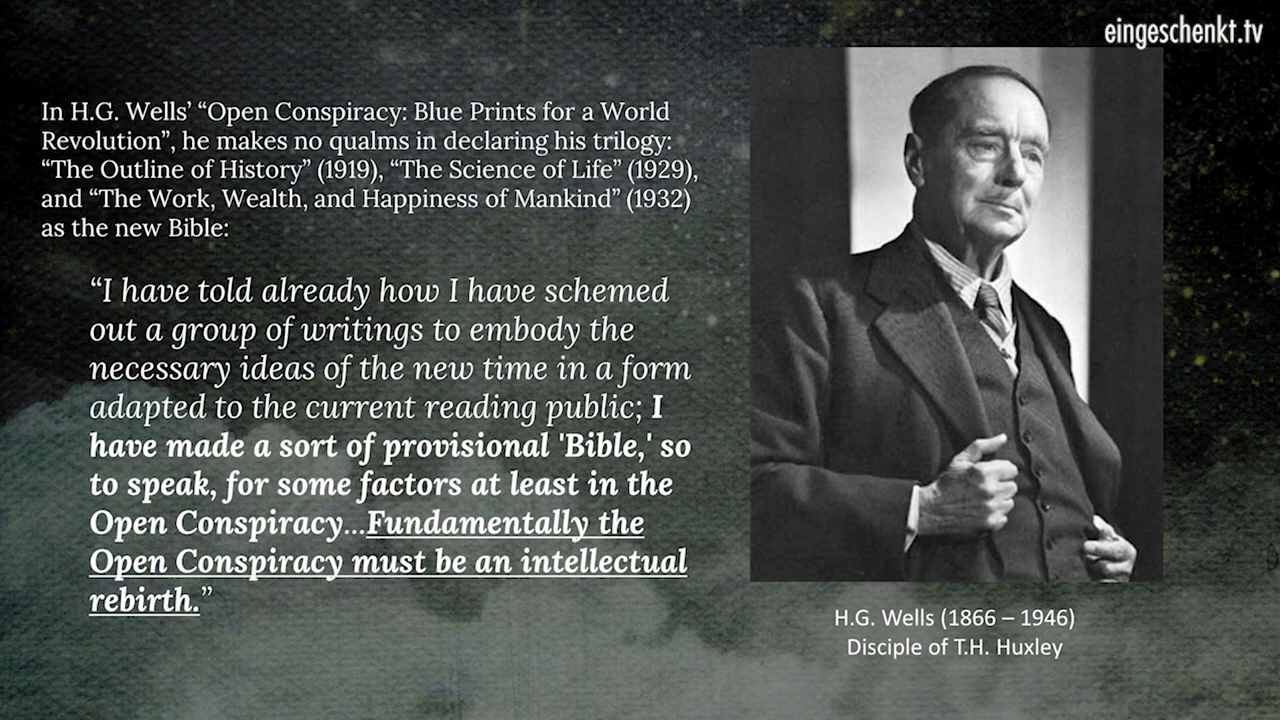 eingeschenkt.tv
In H.G. Wells’ “Open Conspiracy: Blue Prints for a World
Revolution”, he makes no qualms in declaring his trilogy:
“The Outline of History” (1919), “The Science of Life” (1929),
and “The Work, Wealth, and Happiness of Mankind” (1932)
as the new Bible:
“I have told already how I have schemed
out a group of writings to embody the
necessary ideas of the new time in a form
adapted to the current reading public; I
have made a sort of provisional 'Bible,' so
to speak, for some factors at least in the
Open Conspiracy...Fundamentally the
Open Conspiracy must be an intellectual
rebirth.”
H.G. Wells (1866 – 1946)
Disciple of T.H. Huxley